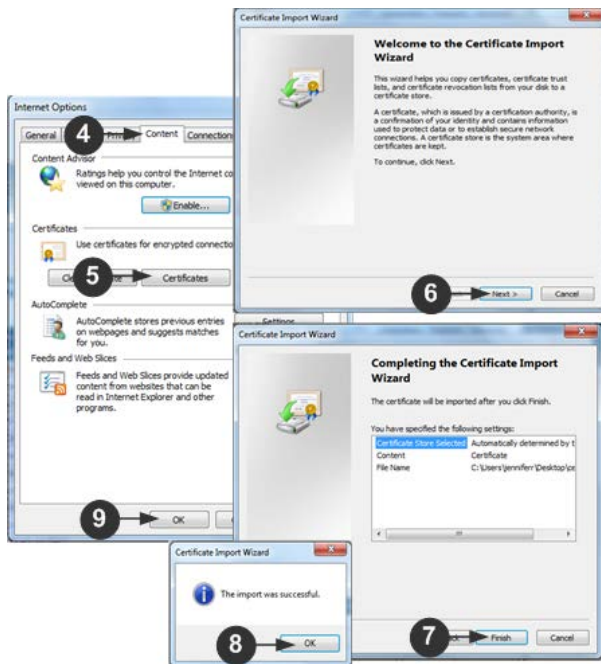 Certificate Import Wizard
Welcome to the Certificate Import
Wizard
This wizard helps you copy certificates, certificate trust
lists, and certificate revocation lists from your disk to a
certificate store.
A certificate, which is issued by a certification authority, is
a confirmation of your identity and contains information
used to protect data or to establish secure network
connections. A certificate store is the system area where
certificates are kept.
To continue, click Next.
6
Next >
Cancel
Internet Options
General
4
Content
Connection
Content Advisor
Ratings help you control the Internet co
viewed on this computer.
Enable...
Certificates
Use certificates for encrypted connectio
5
Certificates
AutoComplete
AutoComplete stores previous entries
on webpages and suggests matches
for you.
Settings
Feeds and Web Slices
Feeds and Web Slices provide updated
content from websites that can be
read in Internet Explorer and other
programs.
9
OK
Certificate Import Wizard
Completing the Certificate Import
Wizard
The certificate will be imported after you click Finish.
You have specified the following settings:
Certificate Store Selected Automatically determined by t
Content Certificate
File Name C:\Users\jenniferr\Desktop\ce
7
Finish
Cancel
Certificate Import Wizard
The import was successful.
8
OK